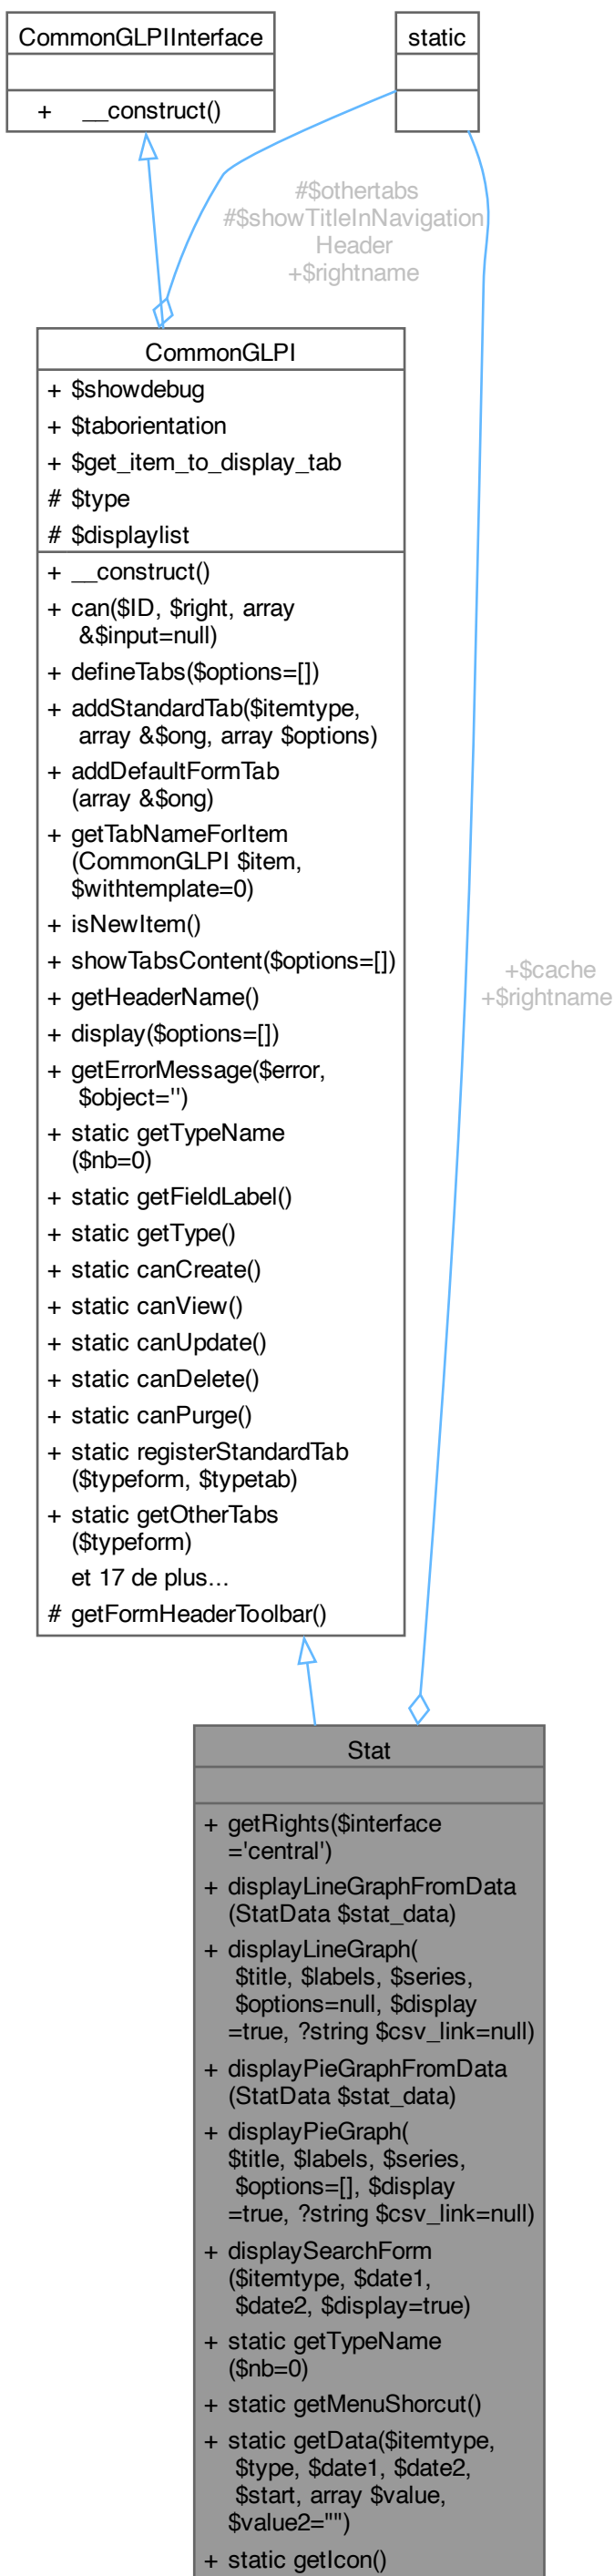 CommonGLPIInterface
static
+ __construct()
#$othertabs
#$showTitleInNavigation
Header
+$rightname
CommonGLPI
+ $showdebug
+ $taborientation
+ $get_item_to_display_tab
# $type
# $displaylist
+ __construct()
+ can($ID, $right, array
&$input=null)
+ defineTabs($options=[])
+ addStandardTab($itemtype,
array &$ong, array $options)
+ addDefaultFormTab
(array &$ong)
+ getTabNameForItem
(CommonGLPI $item,
$withtemplate=0)
+ isNewItem()
+ showTabsContent($options=[])
+ getHeaderName()
+ display($options=[])
+ getErrorMessage($error,
$object='')
+ static getTypeName
($nb=0)
+ static getFieldLabel()
+ static getType()
+ static canCreate()
+ static canView()
+ static canUpdate()
+ static canDelete()
+ static canPurge()
+ static registerStandardTab
($typeform, $typetab)
+ static getOtherTabs
($typeform)
et 17 de plus...
# getFormHeaderToolbar()
+$cache
+$rightname
Stat
+ getRights($interface
='central')
+ displayLineGraphFromData
(StatData $stat_data)
+ displayLineGraph(
$title, $labels, $series,
$options=null, $display
=true, ?string $csv_link=null)
+ displayPieGraphFromData
(StatData $stat_data)
+ displayPieGraph(
$title, $labels, $series,
$options=[], $display
=true, ?string $csv_link=null)
+ displaySearchForm
($itemtype, $date1,
$date2, $display=true)
+ static getTypeName
($nb=0)
+ static getMenuShorcut()
+ static getData($itemtype,
$type, $date1, $date2,
$start, array $value,
$value2="")
+ static getIcon()